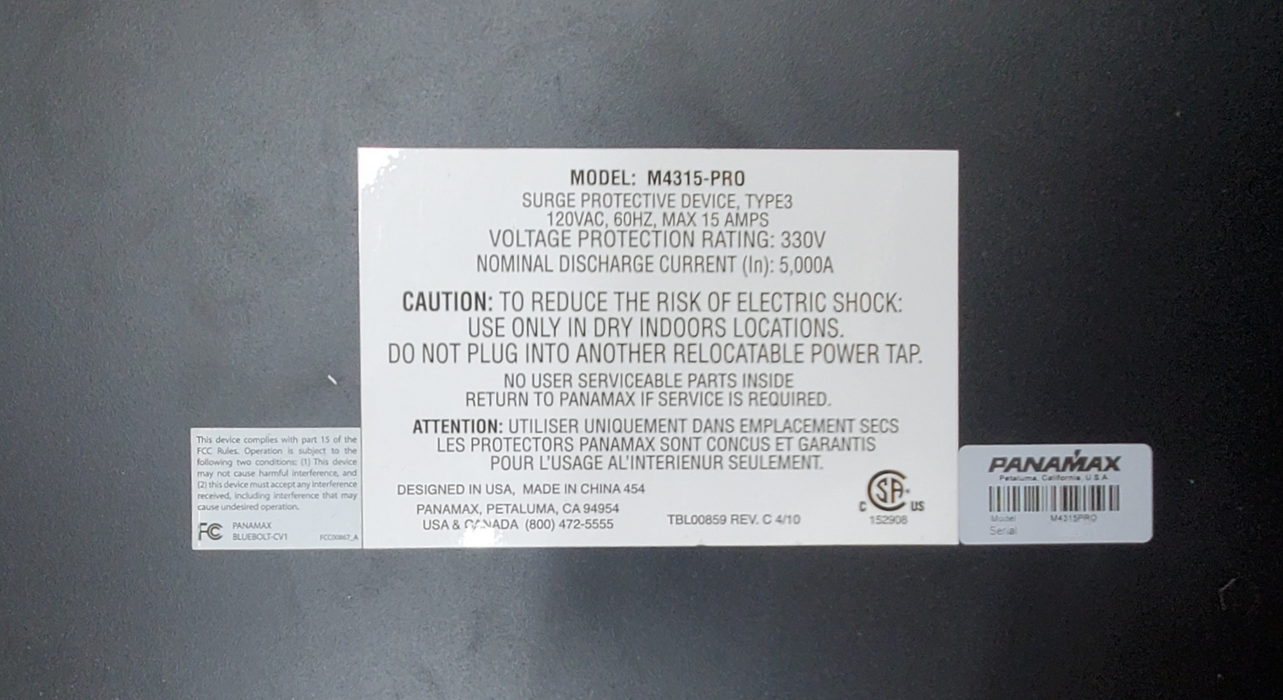 MODEL: M4315-PRO
SURGE PROTECTIVE DEVICE, TYPE3
120VAC, 60HZ, MAX 15 AMPS
VOLTAGE PROTECTION RATING: 330V
NOMINAL DISCHARGE CURRENT (In): 5,000A
CAUTION: TO REDUCE THE RISK OF ELECTRIC SHOCK:
USE ONLY IN DRY INDOORS LOCATIONS.
DO NOT PLUG INTO ANOTHER RELOCATABLE POWER TAP.
NO USER SERVICEABLE PARTS INSIDE
RETURN TO PANAMAX IF SERVICE IS REQUIRED.
ATTENTION: UTILISER UNIQUEMENT DANS EMPLACEMENT SECS
LES PROTECTORS PANAMAX SONT CONCUS ET GARANTIS
POUR L'USAGE AL'INTERIENUR SEULEMENT.
DESIGNED IN USA, MADE IN CHINA 454
PANAMAX, PETALUMA, CA 94954
USA & CANADA (800) 472-5555
TBL00859 REV. C 4/10
C SA US
152908
This device complies with part 15 of the
FCC Rules. Operation is subject to the
following two conditions: (1) This device
may not cause harmful interference, and
(2) this device must accept any interference
received, including interference that may
cause undesired operation.
FC PANAMAX
BLUEBOLT-CV1 FCC00867_A
PANAMAX
Petaluma, California, U.S.A.
Model M4315PRO
Serial